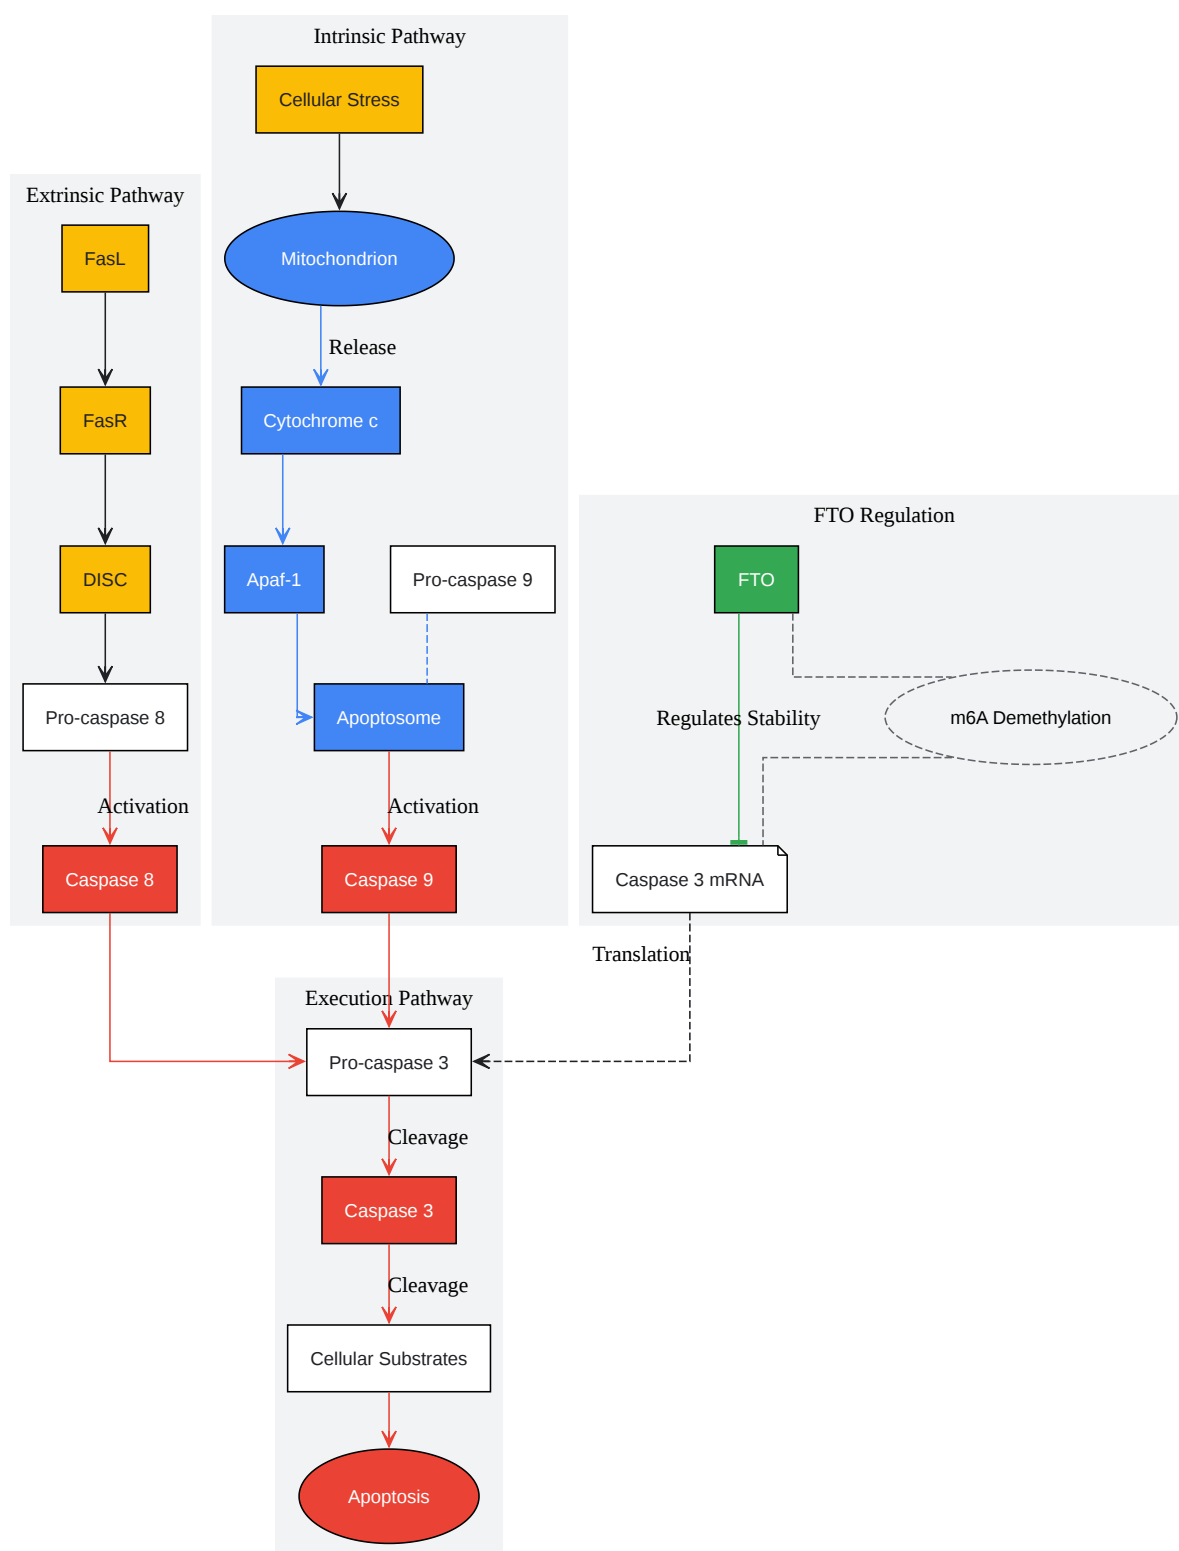 Intrinsic Pathway
Cellular Stress
Extrinsic Pathway
FasL
Mitochondrion
Release
FasR
Cytochrome c
FTO Regulation
DISC
Apaf-1
Pro-caspase 9
FTO
Pro-caspase 8
Apoptosome
Regulates Stability
m6A Demethylation
Activation
Activation
Caspase 8
Caspase 9
Caspase 3 mRNA
Translation
Execution Pathway
Pro-caspase 3
Cleavage
Caspase 3
Cleavage
Cellular Substrates
Apoptosis